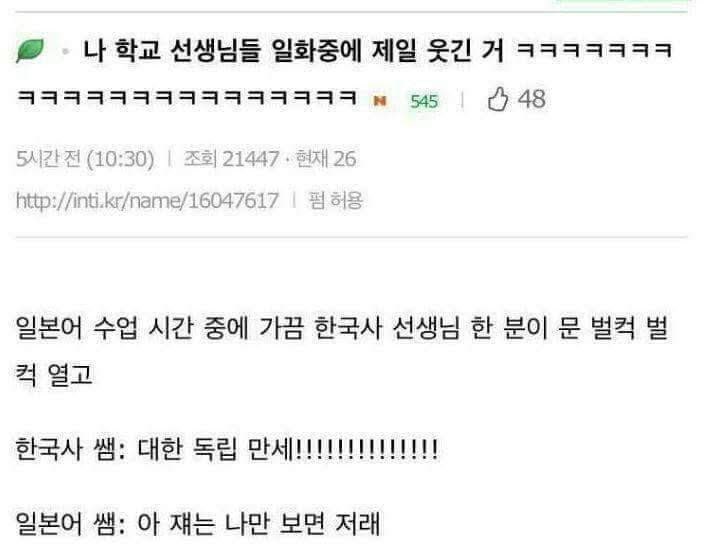 나 학교 선생님들 일화중에 제일 웃긴 거 ㅋㅋㅋㅋㅋㅋㅋ
ㅋㅋㅋㅋㅋㅋㅋㅋㅋㅋㅋㅋㅋㅋㅋ N 545 | 48
5시간 전 (10:30) | 조회 21447 · 현재 26
http://inti.kr/name/16047617 | 펌 허용
일본어 수업 시간 중에 가끔 한국사 선생님 한 분이 문 벌컥 벌
컥 열고
한국사 쌤: 대한 독립 만세!!!!!!!!!!!!!!!
일본어 쌤: 아 쟤는 나만 보면 저래